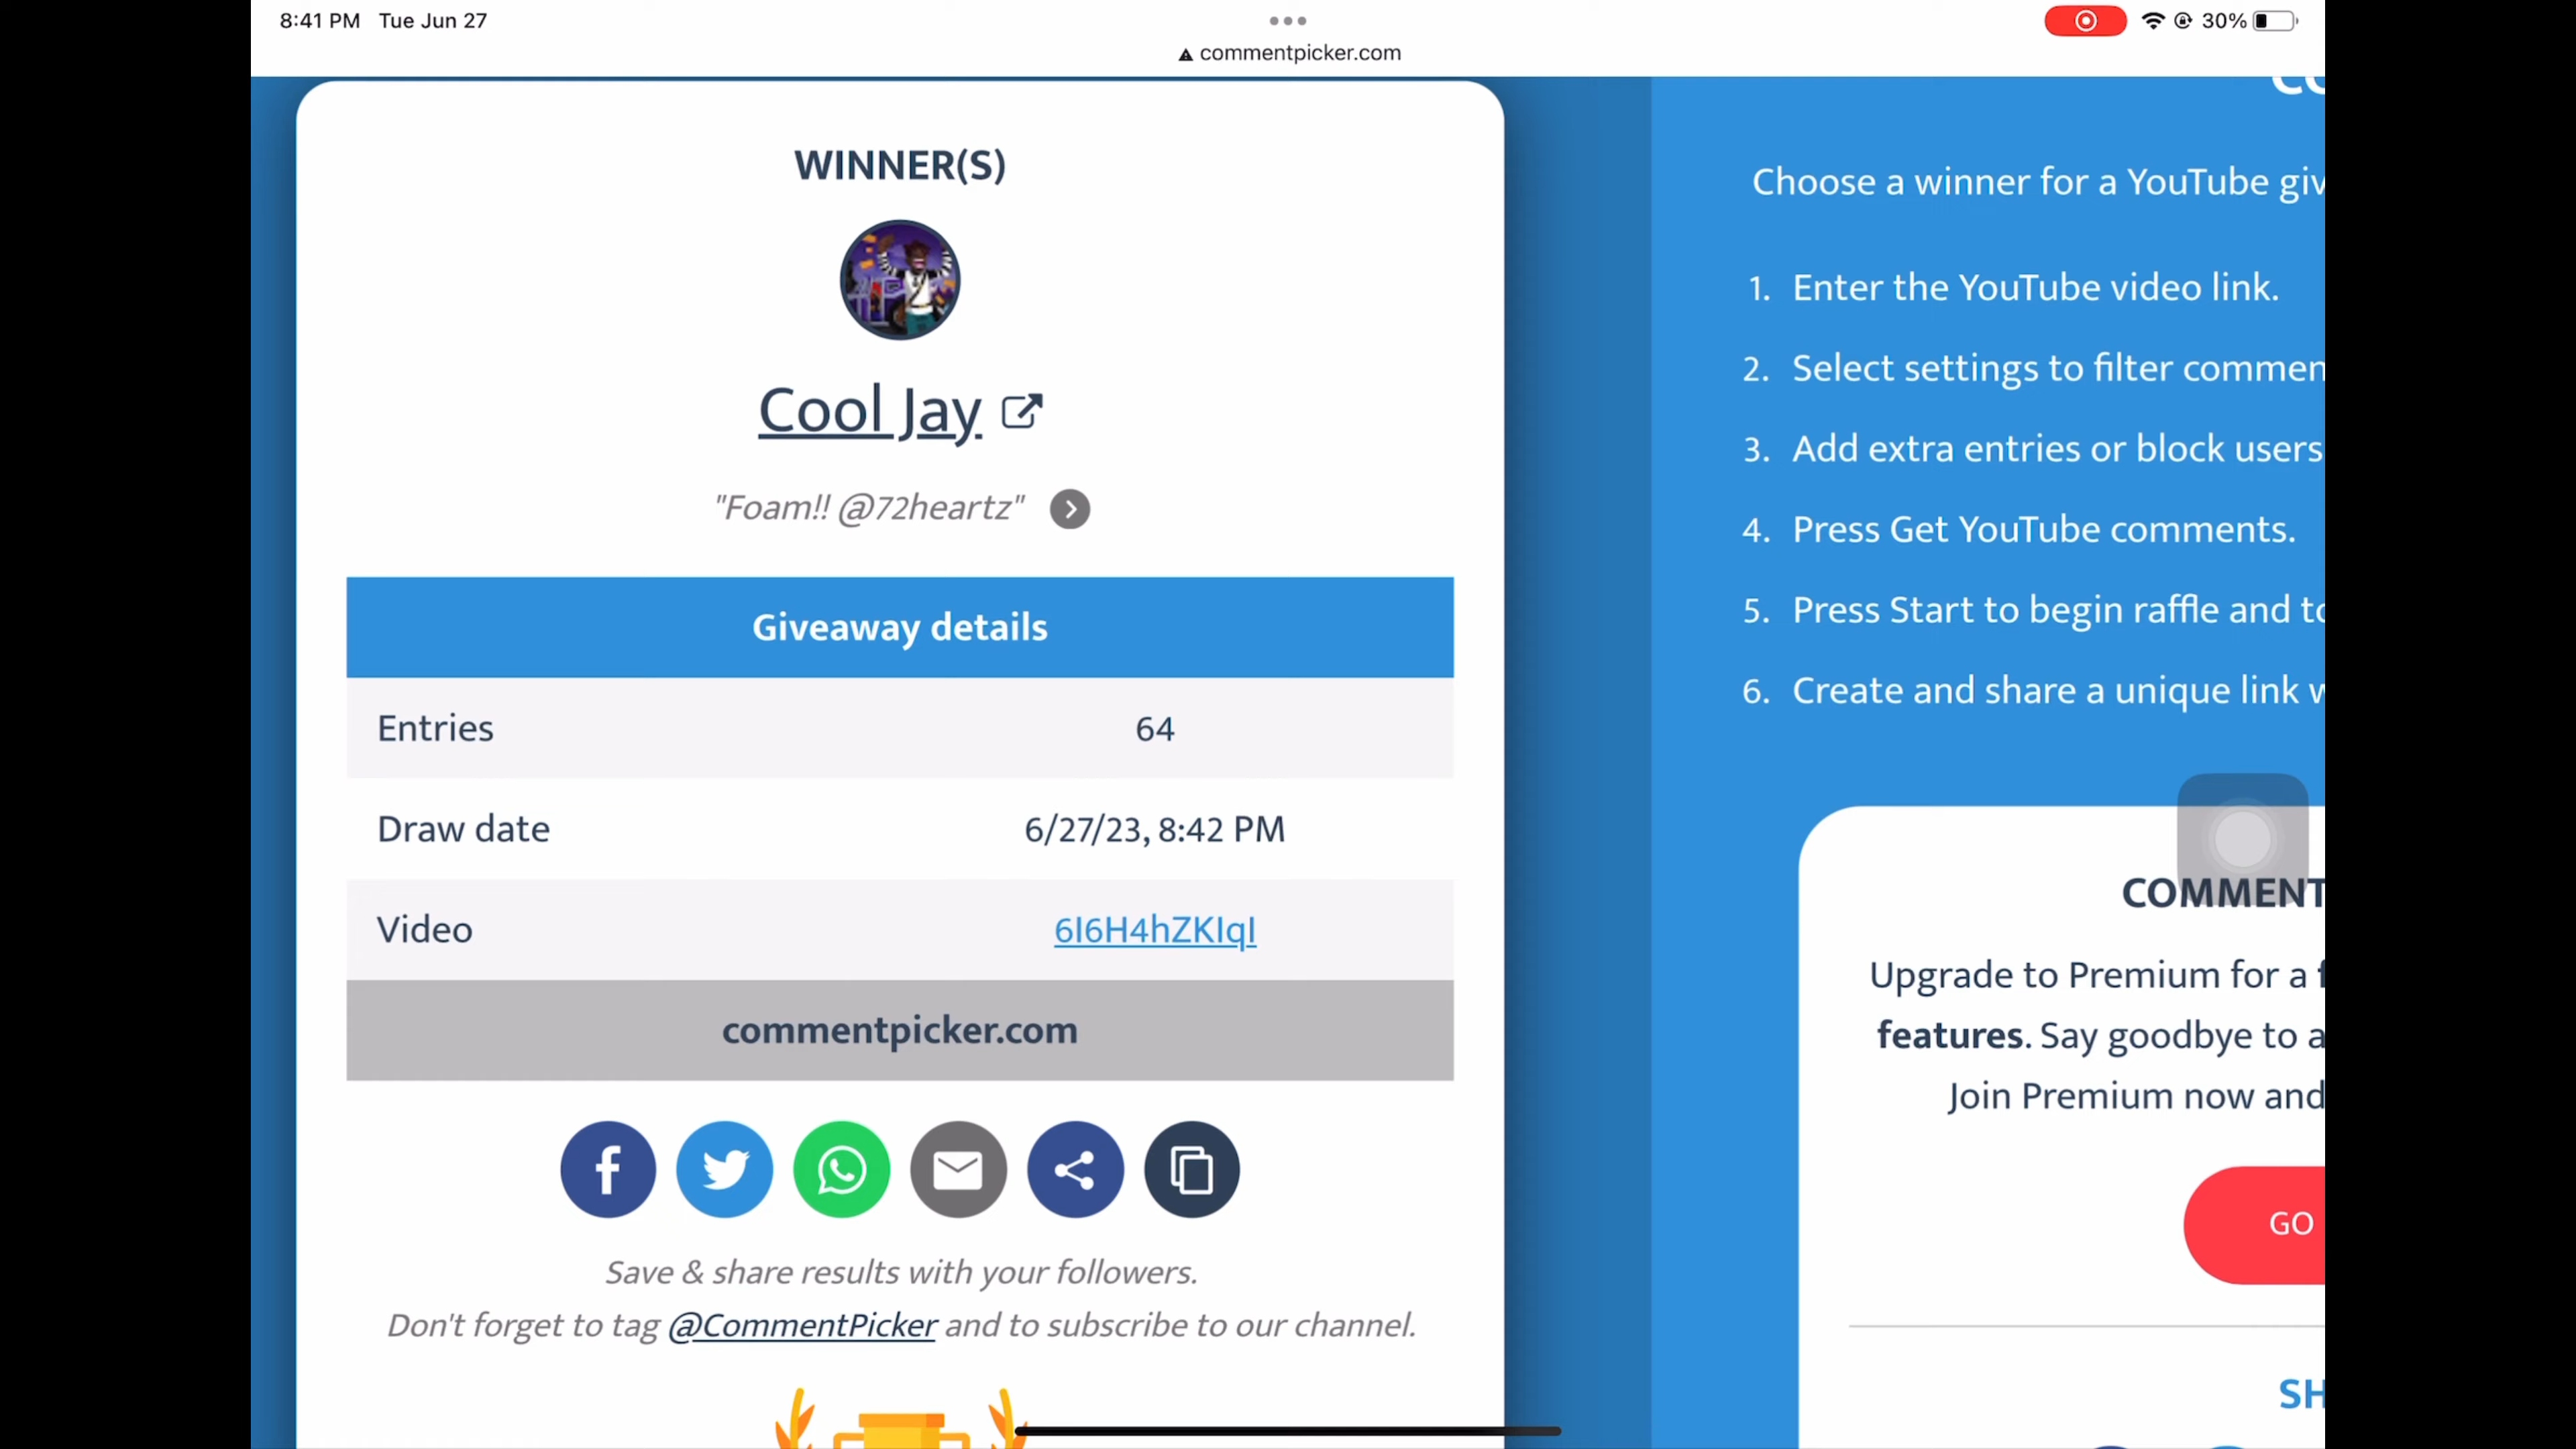 8:41 PM Tue Jun 27
30%
commentpicker.com
WINNER(S)
Cool Jay
"Foam!! @72heartz"
Giveaway details
Entries 64
Draw date 6/27/23, 8:42 PM
Video 6I6H4hZKIqI
commentpicker.com
Save & share results with your followers.
Don't forget to tag @CommentPicker and to subscribe to our channel.
CO
Choose a winner for a YouTube giv
1. Enter the YouTube video link.
2. Select settings to filter commen
3. Add extra entries or block users
4. Press Get YouTube comments.
5. Press Start to begin raffle and to
6. Create and share a unique link w
COMMENT
Upgrade to Premium for a f
features. Say goodbye to a
Join Premium now and
GO
SH